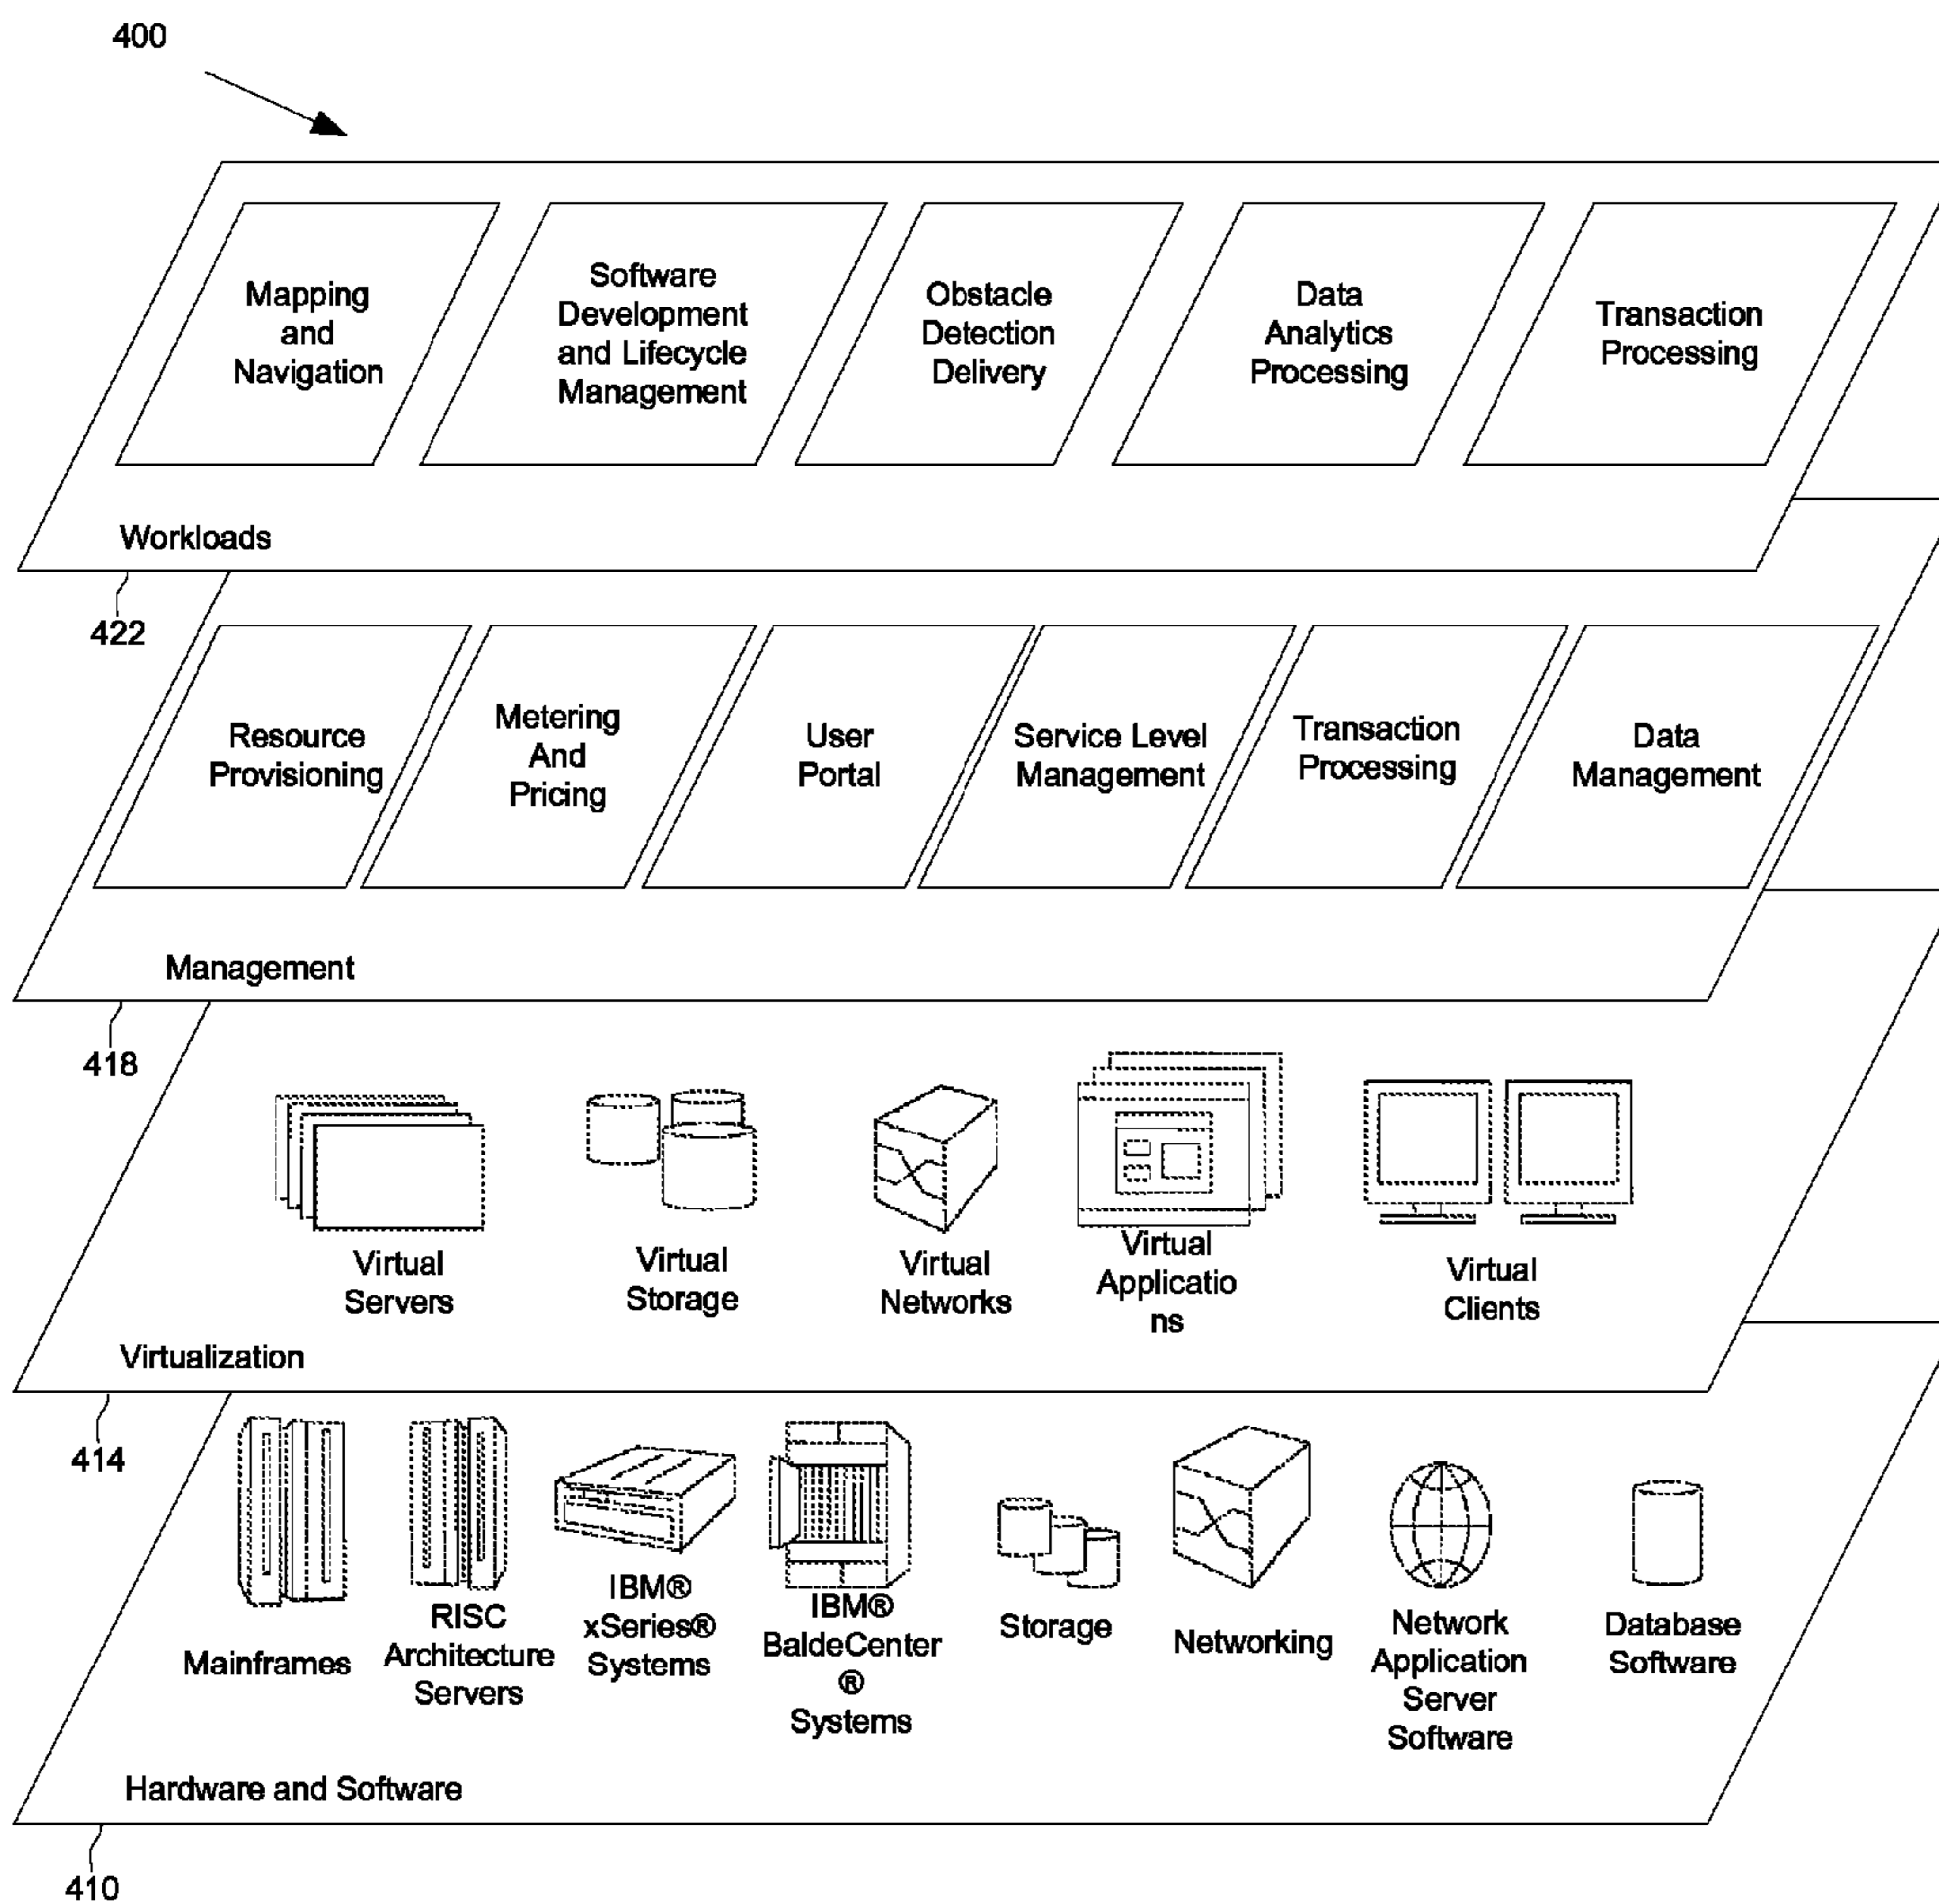 400
Mapping
and
Navigation
Software
Development
and Lifecycle
Management
Obstacle
Detection
Delivery
Data
Analytics
Processing
Transaction
Processing
Workloads
422
Resource
Provisioning
Metering
And
Pricing
User
Portal
Service Level
Management
Transaction
Processing
Data
Management
Management
418
Virtual
Servers
Virtual
Storage
Virtual
Networks
Virtual
Applicatio
ns
Virtual
Clients
Virtualization
414
Mainframes
RISC
Architecture
Servers
IBM®
xSeries®
Systems
IBM®
BaldeCenter
®
Systems
Storage
Networking
Network
Application
Server
Software
Database
Software
Hardware and Software
410